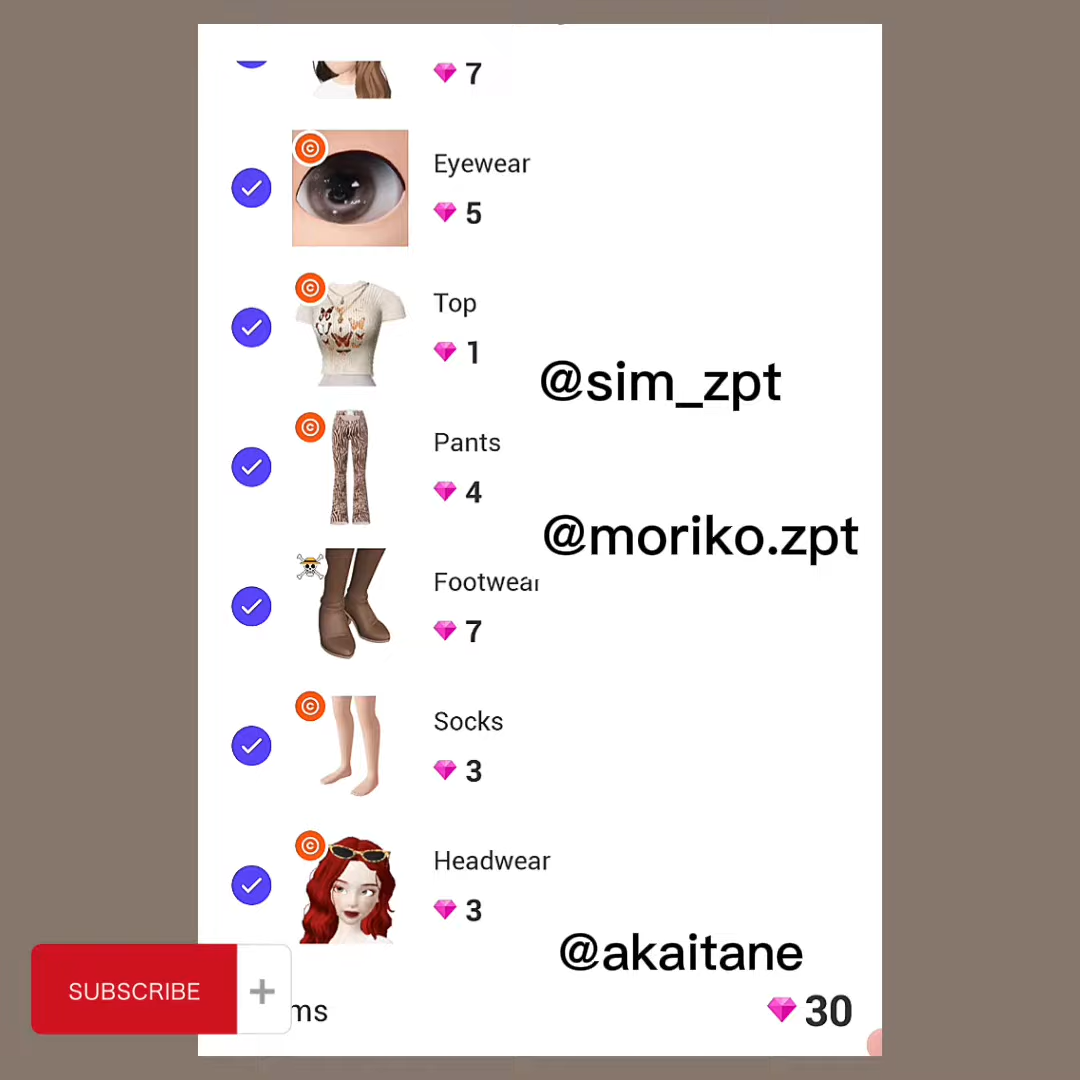 7
Eyewear
5
Top
1
@sim_zpt
Pants
4
@moriko.zpt
Footwear
7
Socks
3
Headwear
3
@akaitane
SUBSCRIBE +
ms
30